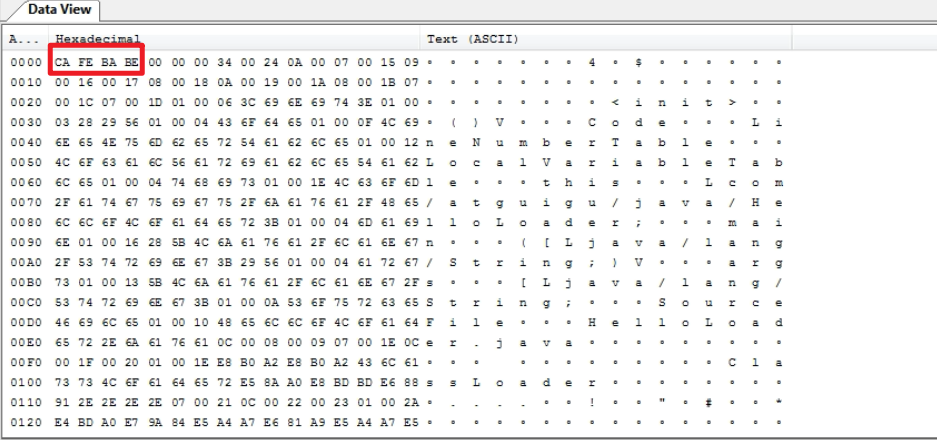 Data View
A... Hexadecimal Text (ASCII)
0000 CA FE BA BE 00 00 00 34 00 24 0A 00 07 00 15 09 ∘ ∘ ∘ ∘ ∘ ∘ ∘ 4 ∘ $ ∘ ∘ ∘ ∘ ∘ ∘
0010 00 16 00 17 08 00 18 0A 00 19 00 1A 08 00 1B 07 ∘ ∘ ∘ ∘ ∘ ∘ ∘ ∘ ∘ ∘ ∘ ∘ ∘ ∘ ∘ ∘
0020 00 1C 07 00 1D 01 00 06 3C 69 6E 69 74 3E 01 00 ∘ ∘ ∘ ∘ ∘ ∘ ∘ ∘ < i n i t > ∘ ∘
0030 03 28 29 56 01 00 04 43 6F 64 65 01 00 0F 4C 69 ∘ ( ) V ∘ ∘ ∘ C o d e ∘ ∘ ∘ L i
0040 6E 65 4E 75 6D 62 65 72 54 61 62 6C 65 01 00 12 n e N u m b e r T a b l e ∘ ∘ ∘
0050 4C 6F 63 61 6C 56 61 72 69 61 62 6C 65 54 61 62 L o c a l V a r i a b l e T a b
0060 6C 65 01 00 04 74 68 69 73 01 00 1E 4C 63 6F 6D l e ∘ ∘ ∘ t h i s ∘ ∘ ∘ L c o m
0070 2F 61 74 67 75 69 67 75 2F 6A 61 76 61 2F 48 65 / a t g u i g u / j a v a / H e
0080 6C 6C 6F 4C 6F 61 64 65 72 3B 01 00 04 6D 61 69 l l o L o a d e r ; ∘ ∘ ∘ m a i
0090 6E 01 00 16 28 5B 4C 6A 61 76 61 2F 6C 61 6E 67 n ∘ ∘ ∘ ( [ L j a v a / l a n g
00A0 2F 53 74 72 69 6E 67 3B 29 56 01 00 04 61 72 67 / S t r i n g ; ) V ∘ ∘ ∘ a r g
00B0 73 01 00 13 5B 4C 6A 61 76 61 2F 6C 61 6E 67 2F s ∘ ∘ ∘ [ L j a v a / l a n g /
00C0 53 74 72 69 6E 67 3B 01 00 0A 53 6F 75 72 63 65 S t r i n g ; ∘ ∘ ∘ S o u r c e
00D0 46 69 6C 65 01 00 10 48 65 6C 6C 6F 4C 6F 61 64 F i l e ∘ ∘ ∘ H e l l o L o a d
00E0 65 72 2E 6A 61 76 61 0C 00 08 00 09 07 00 1E 0C e r . j a v a ∘ ∘ ∘ ∘ ∘ ∘ ∘ ∘ ∘
00F0 00 1F 00 20 01 00 1E E8 B0 A2 E8 B0 A2 43 6C 61 ∘ ∘ ∘   ∘ ∘ ∘ ∘ ∘ ∘ ∘ ∘ ∘ C l a
0100 73 73 4C 6F 61 64 65 72 E5 8A A0 E8 BD BD E6 88 s s L o a d e r ∘ ∘ ∘ ∘ ∘ ∘ ∘ ∘
0110 91 2E 2E 2E 2E 07 00 21 0C 00 22 00 23 01 00 2A ∘ . . . . ∘ ∘ ! ∘ ∘ " ∘ # ∘ ∘ *
0120 E4 BD A0 E7 9A 84 E5 A4 A7 E6 81 A9 E5 A4 A7 E5 ∘ ∘ ∘ ∘ ∘ ∘ ∘ ∘ ∘ ∘ ∘ ∘ ∘ ∘ ∘ ∘